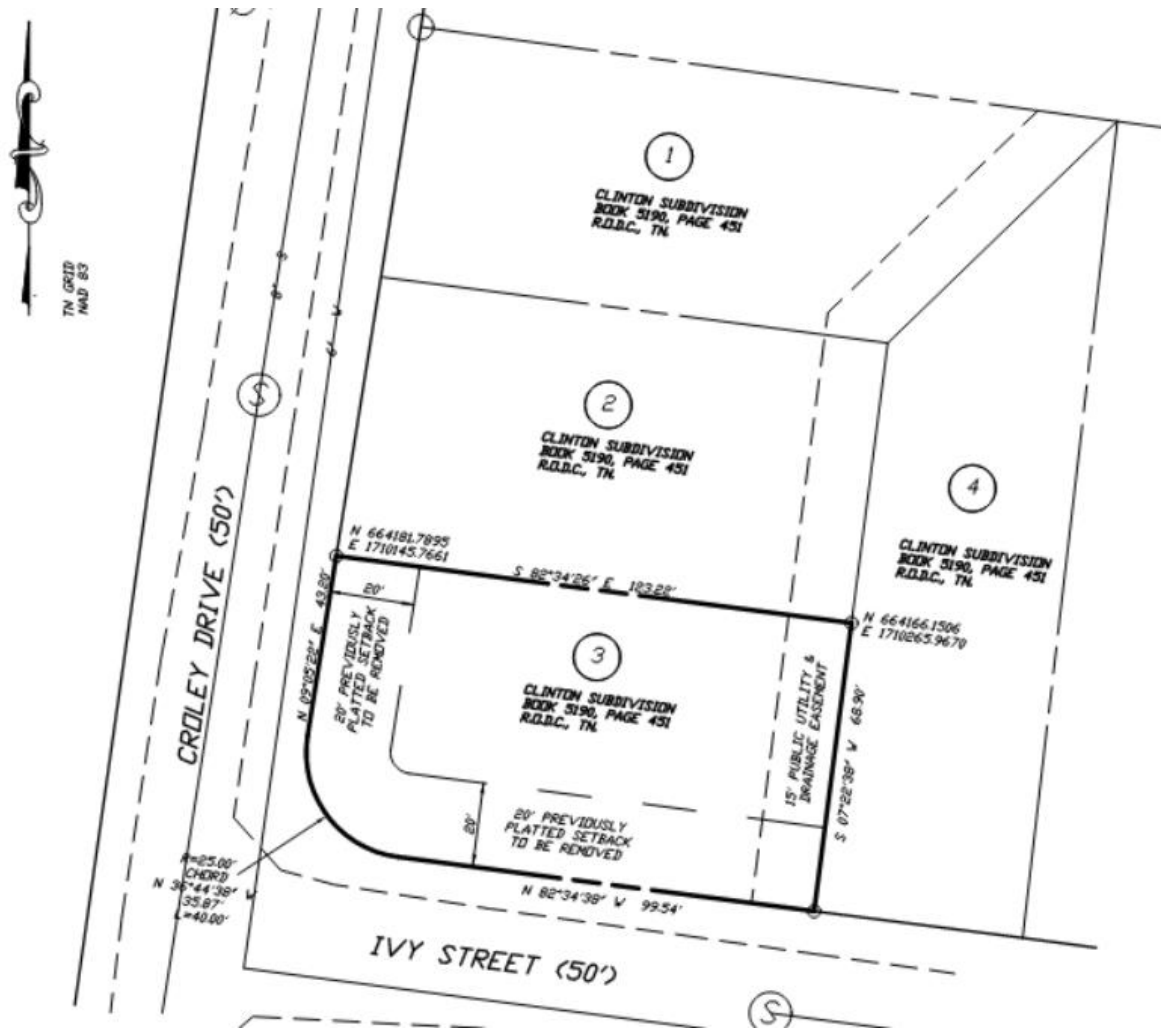 TN GRID
NAD 83
1
CLINTON SUBDIVISION
BOOK 5190, PAGE 451
R.O.D.C., TN.
S 8"
6" W
S
2
CLINTON SUBDIVISION
BOOK 5190, PAGE 451
R.O.D.C., TN.
4
CLINTON SUBDIVISION
BOOK 5190, PAGE 451
R.O.D.C., TN.
CROLEY DRIVE (50')
N 664181.7895
E 1710145.7661
S 82°34'26" E 123.22'
N 664166.1506
E 1710265.9670
N 09°05'22" E 43.20'
20'
20' PREVIOUSLY
PLATTED SETBACK
TO BE REMOVED
3
CLINTON SUBDIVISION
BOOK 5190, PAGE 451
R.O.D.C., TN.
15' PUBLIC UTILITY &
DRAINAGE EASEMENT
S 07°22'38" W 68.90'
20'
20' PREVIOUSLY
PLATTED SETBACK
TO BE REMOVED
R=25.00'
CHORD
N 36°44'38" W
35.87'
L=40.00'
N 82°34'38" W 99.54'
IVY STREET (50')
S